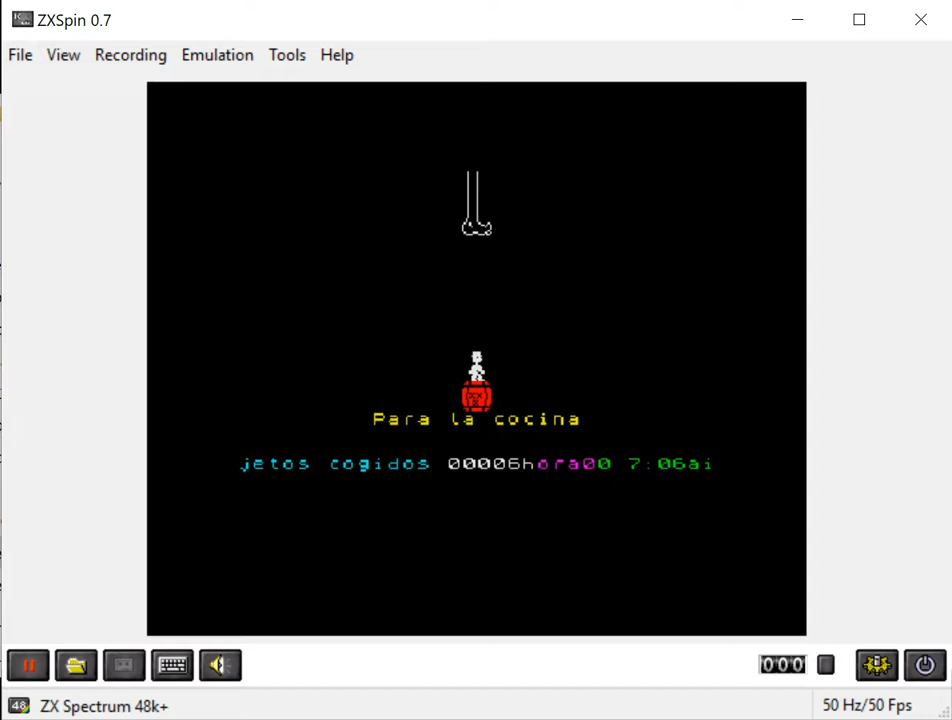 ZXSpin 0.7
File View Recording Emulation Tools Help
Para la cocina
jetos cogidos 00006hora00 7:06ai
000
48 ZX Spectrum 48k+ 50 Hz/50 Fps